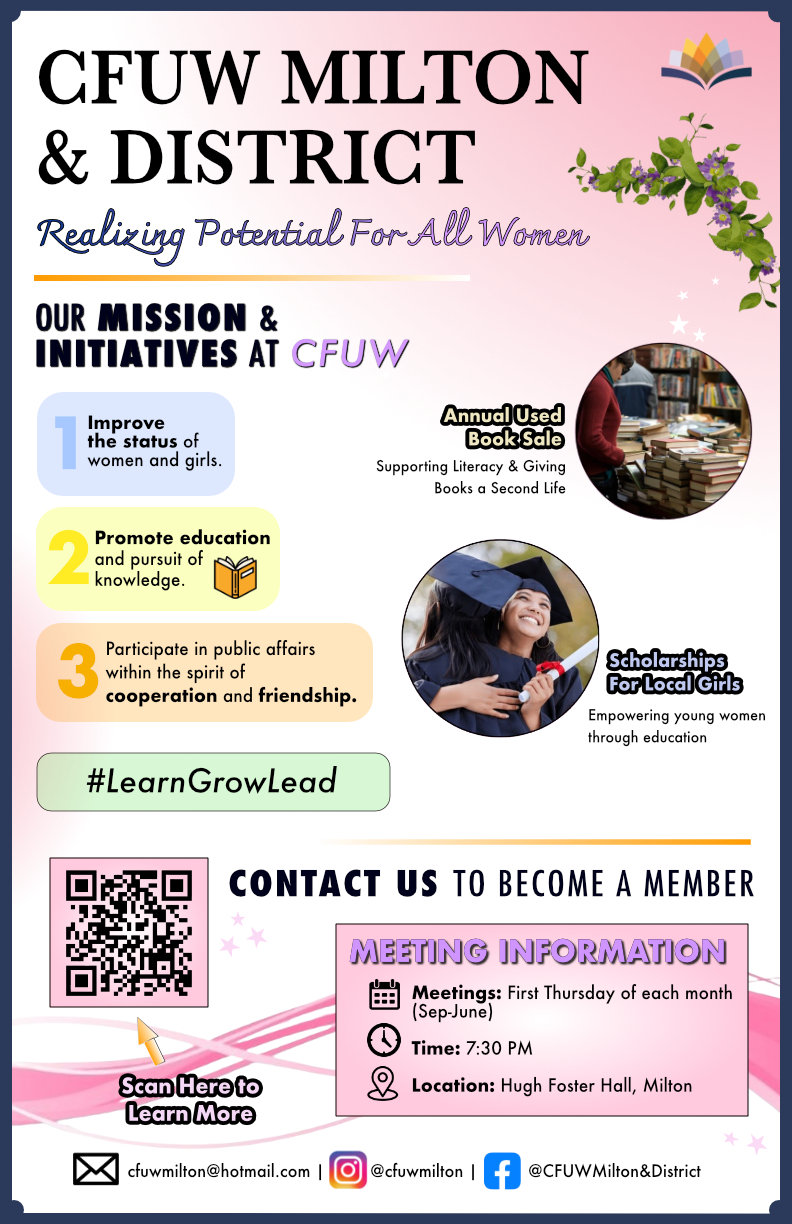 CFUW MILTON
& DISTRICT
Realizing Potential For All Women
OUR MISSION &
INITIATIVES AT CFUW
1
Improve
the status of
women and girls.
2
Promote education
and pursuit of
knowledge.
3
Participate in public affairs
within the spirit of
cooperation and friendship.
#LearnGrowLead
Annual Used
Book Sale
Supporting Literacy & Giving
Books a Second Life
Scholarships
For Local Girls
Empowering young women
through education
CONTACT US TO BECOME A MEMBER
Scan Here to
Learn More
MEETING INFORMATION
Meetings: First Thursday of each month
(Sep-June)
Time: 7:30 PM
Location: Hugh Foster Hall, Milton
cfuwmilton@hotmail.com | @cfuwmilton | @CFUWMilton&District